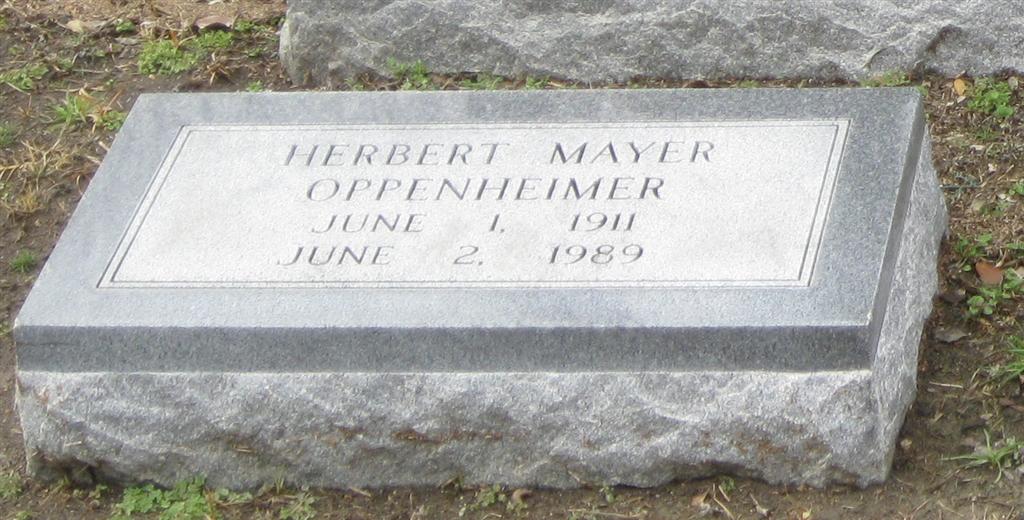 HERBERT MAYER
OPPENHEIMER
JUNE 1, 1911
JUNE 2, 1989